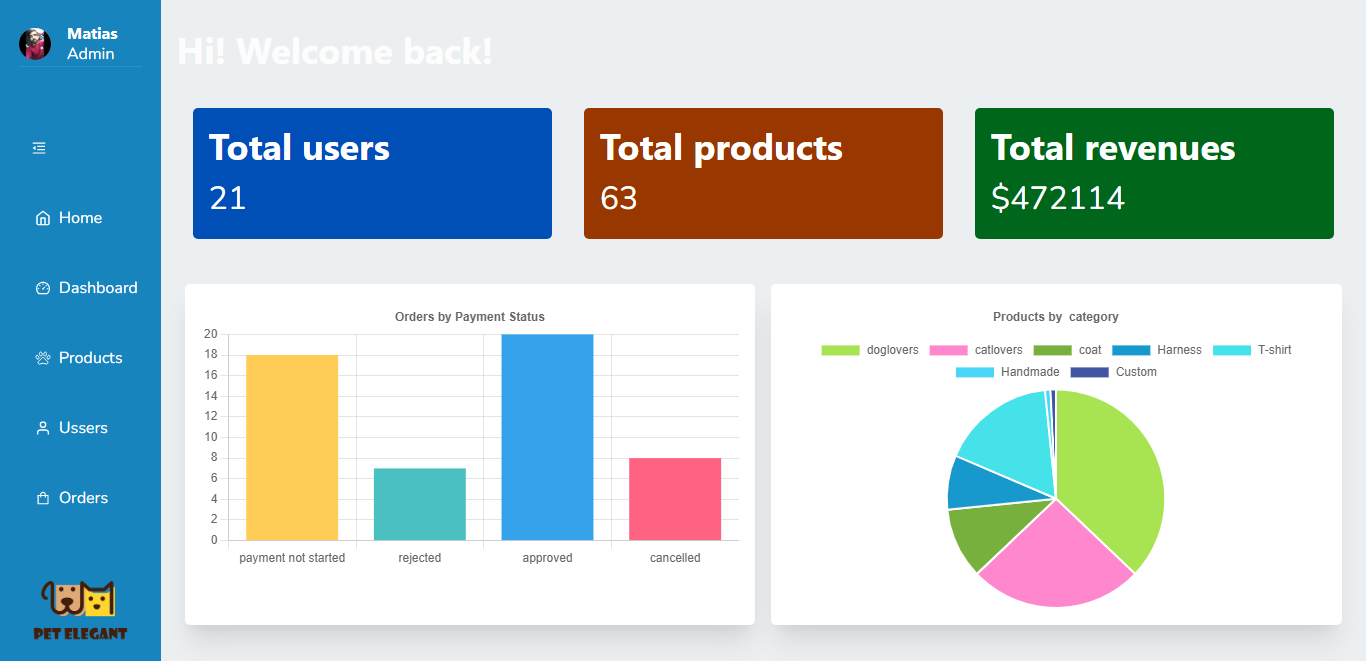 Matias
Admin
Home
Dashboard
Products
Ussers
Orders
PET ELEGANT
Hi! Welcome back!
Total users
21
Total products
63
Total revenues
$472114
Orders by Payment Status
20
18
16
14
12
10
8
6
4
2
0
payment not started rejected approved cancelled
Products by category
doglovers catlovers coat Harness T-shirt
Handmade Custom